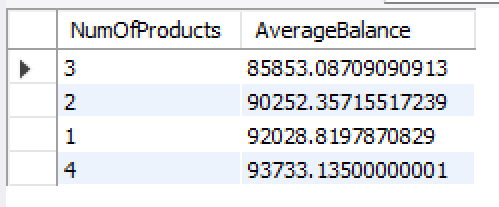 NumOfProducts AverageBalance
3 85853.08709090913
2 90252.35715517239
1 92028.8197870829
4 93733.13500000001